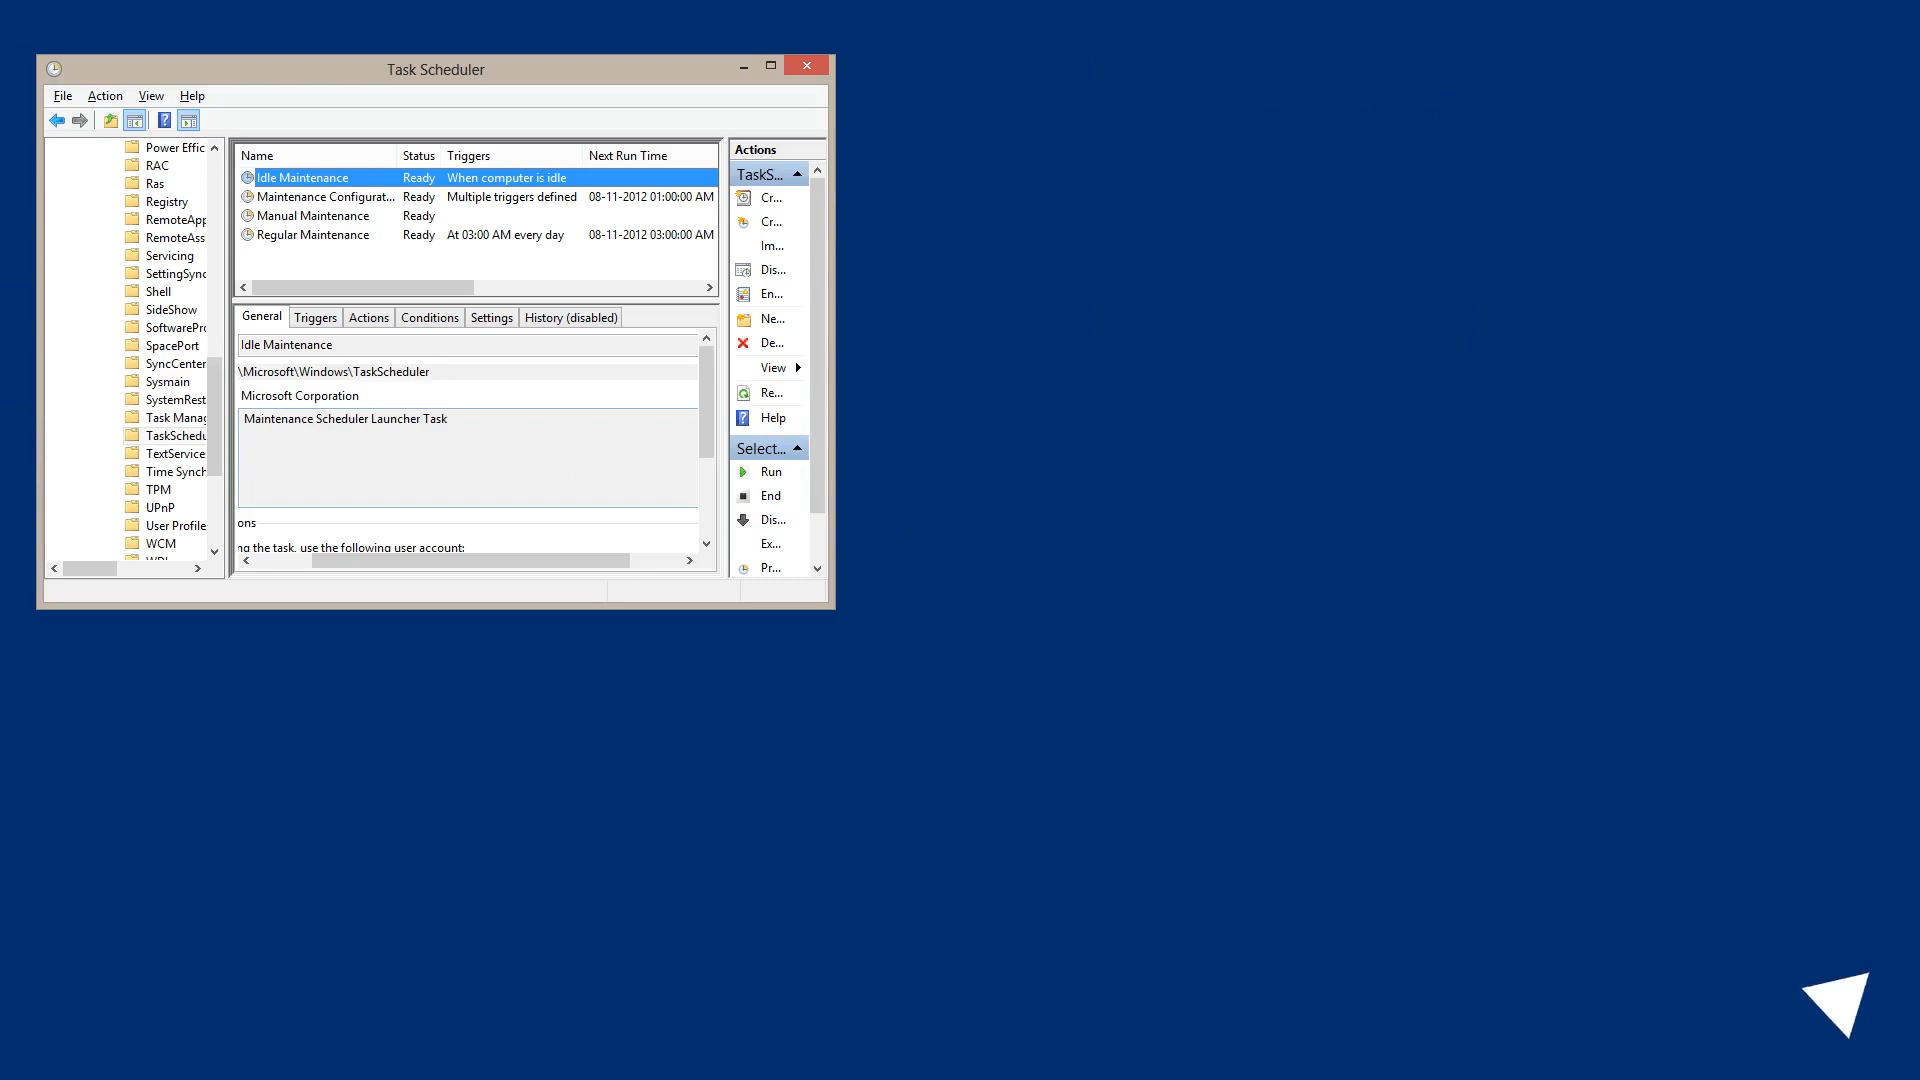 Task Scheduler
File Action View Help
Power Effic
RAC
Ras
Registry
RemoteApp
RemoteAss
Servicing
SettingSync
Shell
SideShow
SoftwarePro
SpacePort
SyncCenter
Sysmain
SystemRest
Task Manag
TaskSchedu
TextService
Time Synch
TPM
UPnP
User Profile
WCM
Name Status Triggers Next Run Time
Idle Maintenance Ready When computer is idle
Maintenance Configurat... Ready Multiple triggers defined 08-11-2012 01:00:00 AM
Manual Maintenance Ready
Regular Maintenance Ready At 03:00 AM every day 08-11-2012 03:00:00 AM
General Triggers Actions Conditions Settings History (disabled)
Idle Maintenance
\Microsoft\Windows\TaskScheduler
Microsoft Corporation
Maintenance Scheduler Launcher Task
ons
ng the task, use the following user account:
Actions
TaskS...
Cr...
Cr...
Im...
Dis...
En...
Ne...
De...
View
Re...
Help
Select...
Run
End
Dis...
Ex...
Pr...